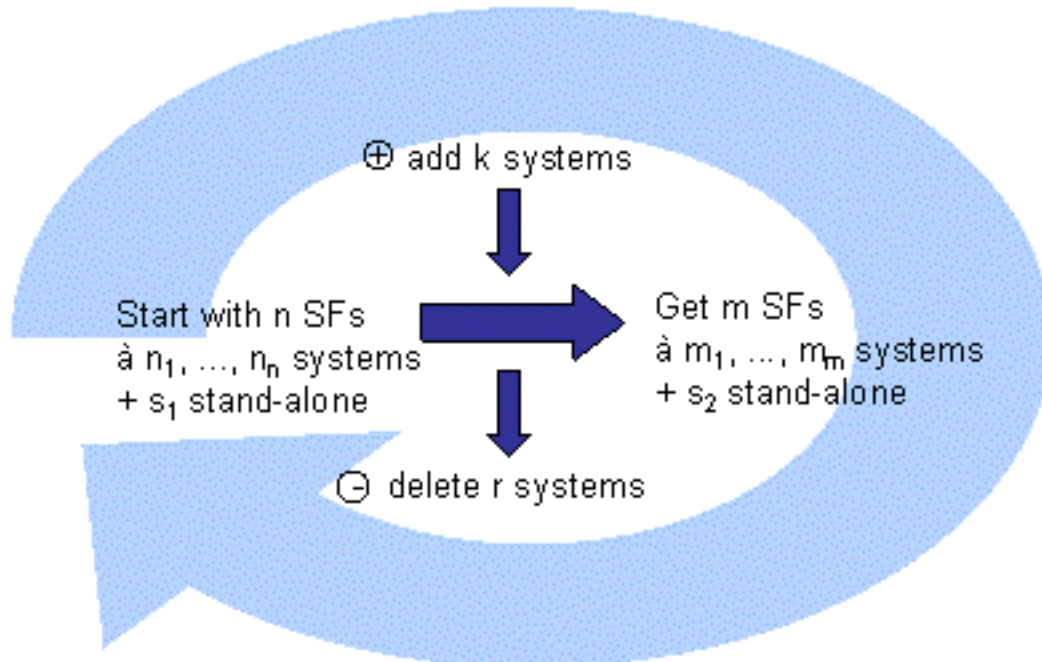 ⊕ add k systems
Start with n SFs
à n₁, ..., nₙ systems
+ s₁ stand-alone
Get m SFs
à m₁, ..., mₘ systems
+ s₂ stand-alone
⊖ delete r systems